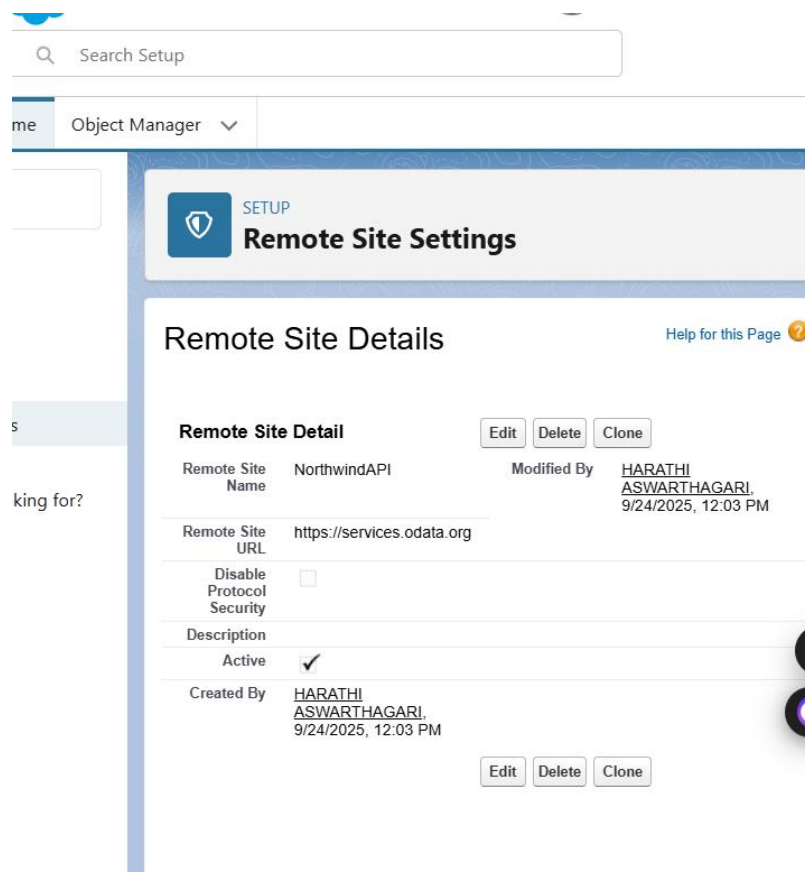 Search Setup
me
Object Manager
SETUP
Remote Site Settings
Remote Site Details
Help for this Page
?
s
king for?
Remote Site Detail
Edit
Delete
Clone
Remote Site
Name
NorthwindAPI
Modified By
HARATHI
ASWARTHAGARI,
9/24/2025, 12:03 PM
Remote Site
URL
https://services.odata.org
Disable
Protocol
Security
Description
Active
Created By
HARATHI
ASWARTHAGARI,
9/24/2025, 12:03 PM
Edit
Delete
Clone